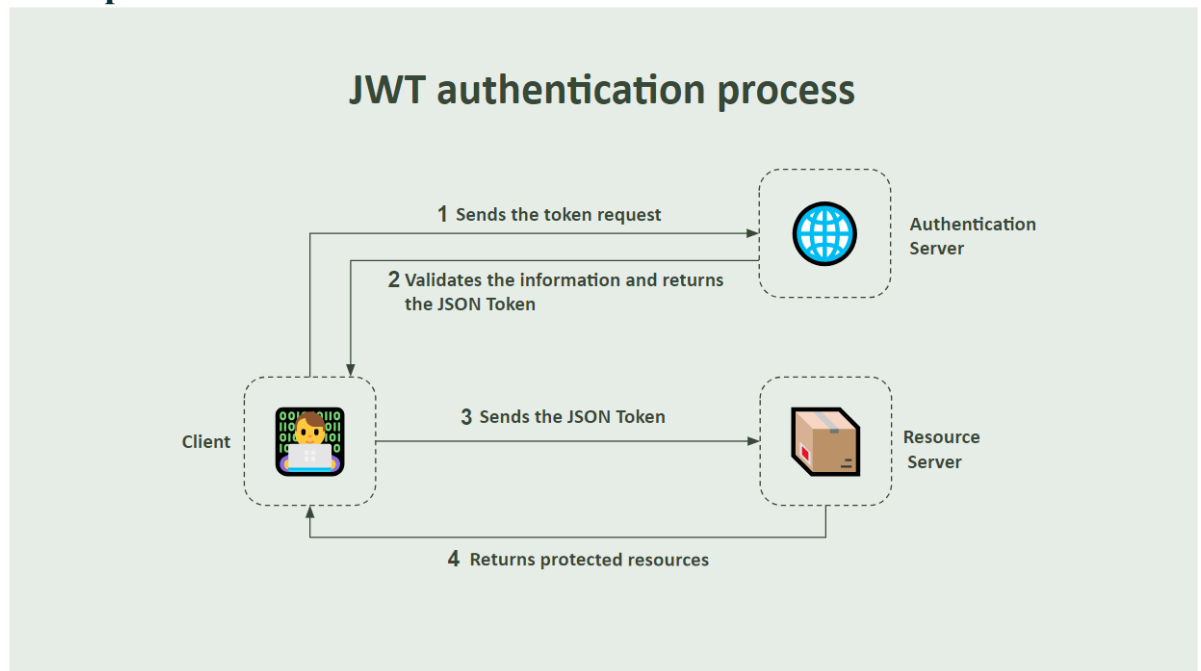 JWT authentication process
1 Sends the token request
Authentication
Server
2 Validates the information and returns
the JSON Token
Client
3 Sends the JSON Token
Resource
Server
4 Returns protected resources